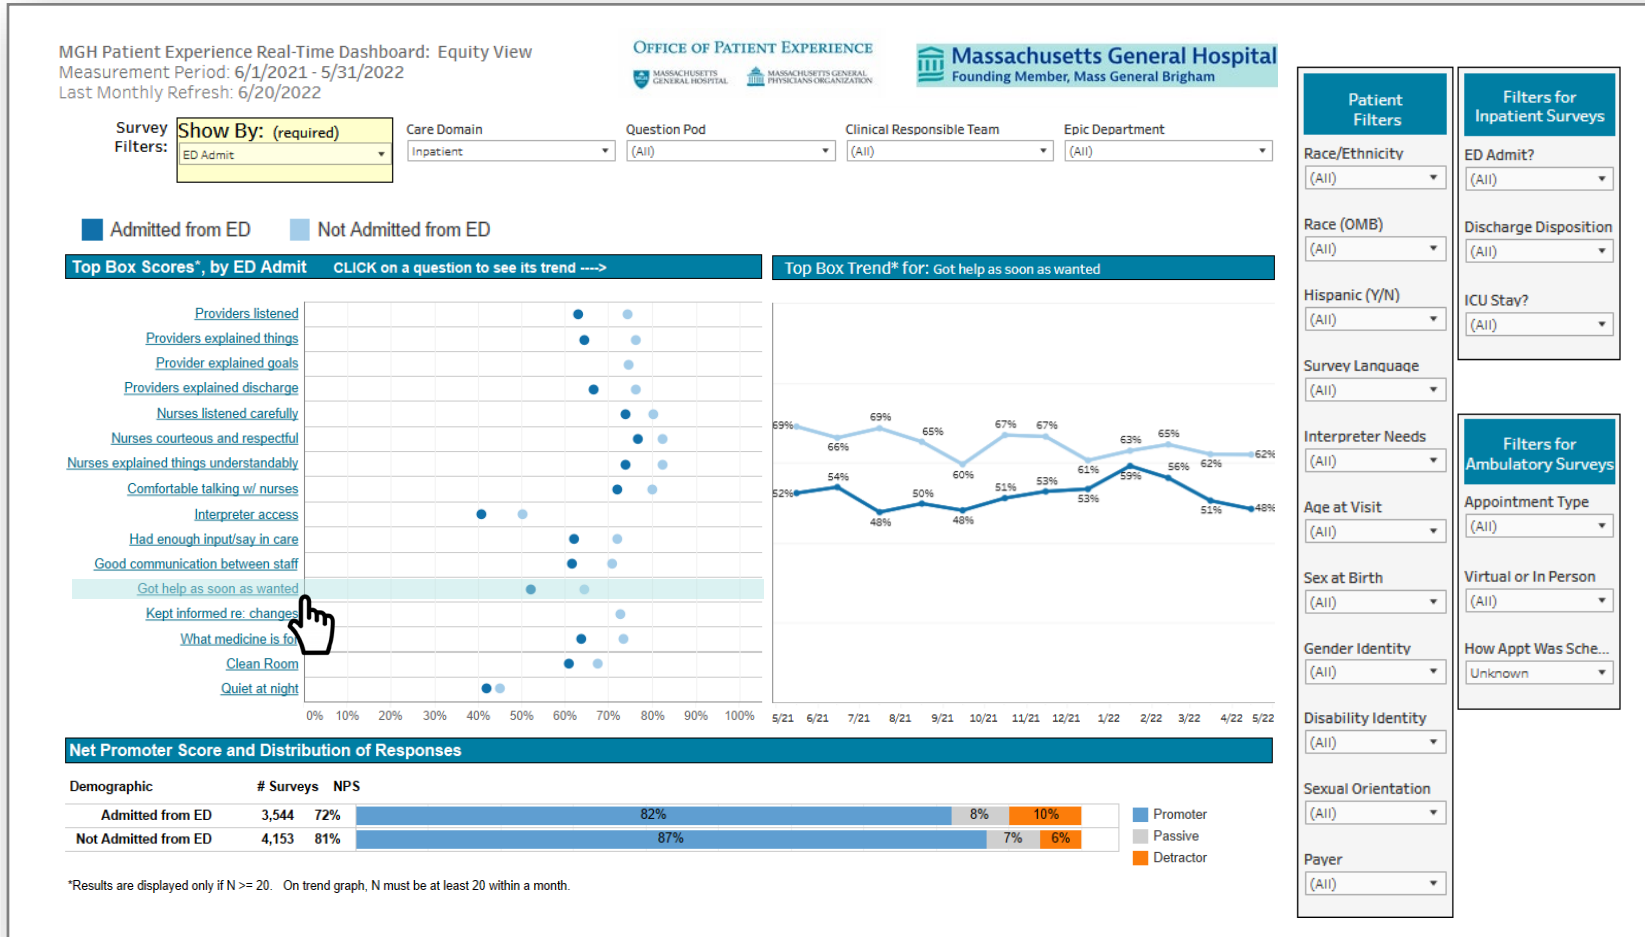 MGH Patient Experience Real-Time Dashboard: Equity View
Measurement Period: 6/1/2021 - 5/31/2022
Last Monthly Refresh: 6/20/2022
OFFICE OF PATIENT EXPERIENCE
MASSACHUSETTS GENERAL HOSPITAL
MASSACHUSETTS GENERAL PHYSICIANS ORGANIZATION
Massachusetts General Hospital
Founding Member, Mass General Brigham
Survey Filters:
Show By: (required)
ED Admit
Care Domain
Inpatient
Question Pod
(All)
Clinical Responsible Team
(All)
Epic Department
(All)
Admitted from ED
Not Admitted from ED
Top Box Scores*, by ED Admit CLICK on a question to see its trend ---->
Providers listened
Providers explained things
Provider explained goals
Providers explained discharge
Nurses listened carefully
Nurses courteous and respectful
Nurses explained things understandably
Comfortable talking w/ nurses
Interpreter access
Had enough input/say in care
Good communication between staff
Got help as soon as wanted
Kept informed re: changes
What medicine is for
Clean Room
Quiet at night
0% 10% 20% 30% 40% 50% 60% 70% 80% 90% 100%
Top Box Trend* for: Got help as soon as wanted
69% 66% 69% 65% 60% 67% 67% 61% 63% 65% 62% 62%
52% 54% 48% 50% 48% 51% 53% 53% 59% 56% 51% 48%
5/21 6/21 7/21 8/21 9/21 10/21 11/21 12/21 1/22 2/22 3/22 4/22 5/22
Net Promoter Score and Distribution of Responses
Demographic # Surveys NPS
Admitted from ED 3,544 72% 82% 8% 10%
Not Admitted from ED 4,153 81% 87% 7% 6%
Promoter
Passive
Detractor
*Results are displayed only if N >= 20. On trend graph, N must be at least 20 within a month.
Patient
Filters
Race/Ethnicity
(All)
Race (OMB)
(All)
Hispanic (Y/N)
(All)
Survey Language
(All)
Interpreter Needs
(All)
Age at Visit
(All)
Sex at Birth
(All)
Gender Identity
(All)
Disability Identity
(All)
Sexual Orientation
(All)
Payer
(All)
Filters for
Inpatient Surveys
ED Admit?
(All)
Discharge Disposition
(All)
ICU Stay?
(All)
Filters for
Ambulatory Surveys
Appointment Type
(All)
Virtual or In Person
(All)
How Appt Was Sche...
Unknown